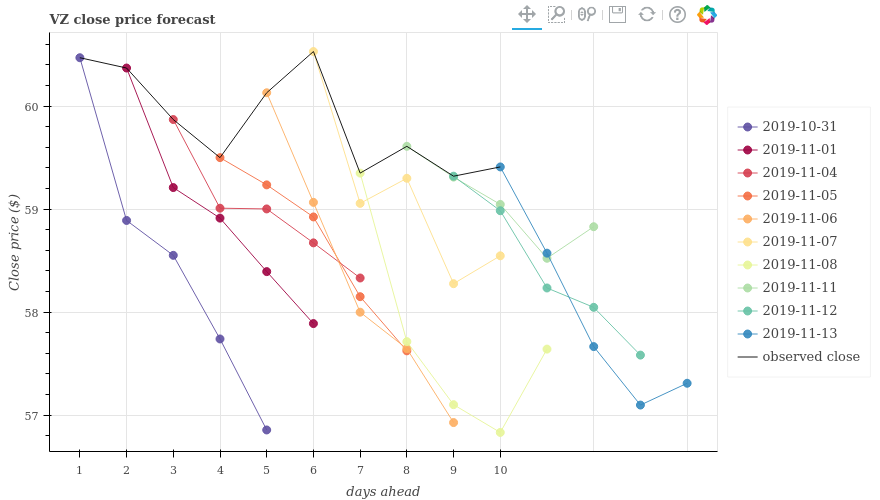 VZ close price forecast
Close price ($)
60
59
58
57
1 2 3 4 5 6 7 8 9 10
days ahead
2019-10-31
2019-11-01
2019-11-04
2019-11-05
2019-11-06
2019-11-07
2019-11-08
2019-11-11
2019-11-12
2019-11-13
observed close